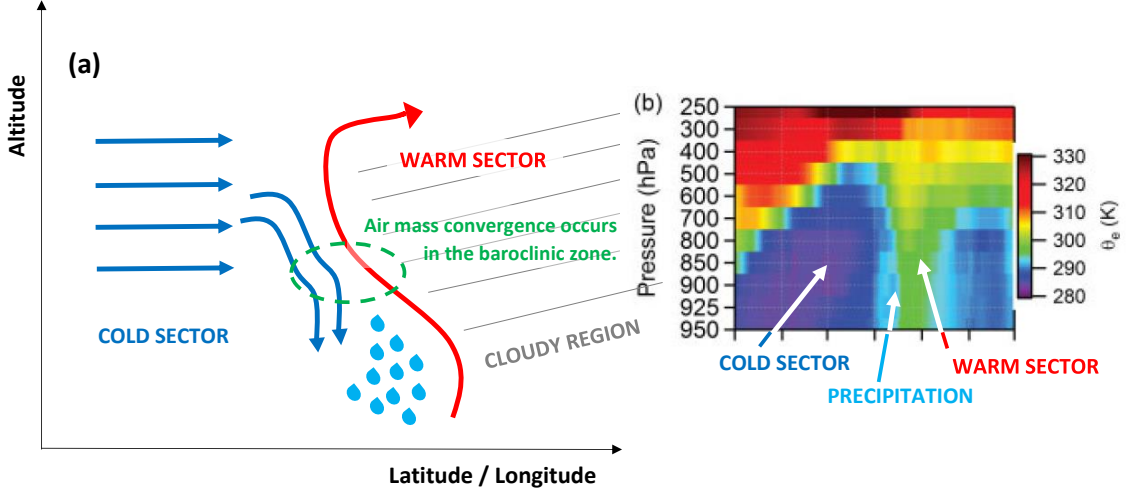 Altitude
(a)
WARM SECTOR
Air mass convergence occurs
in the baroclinic zone.
COLD SECTOR
CLOUDY REGION
Latitude / Longitude
(b)
Pressure (hPa)
250
300
400
500
600
700
800
850
900
925
950
330
320
310
300
290
280
θe (K)
COLD SECTOR
WARM SECTOR
PRECIPITATION